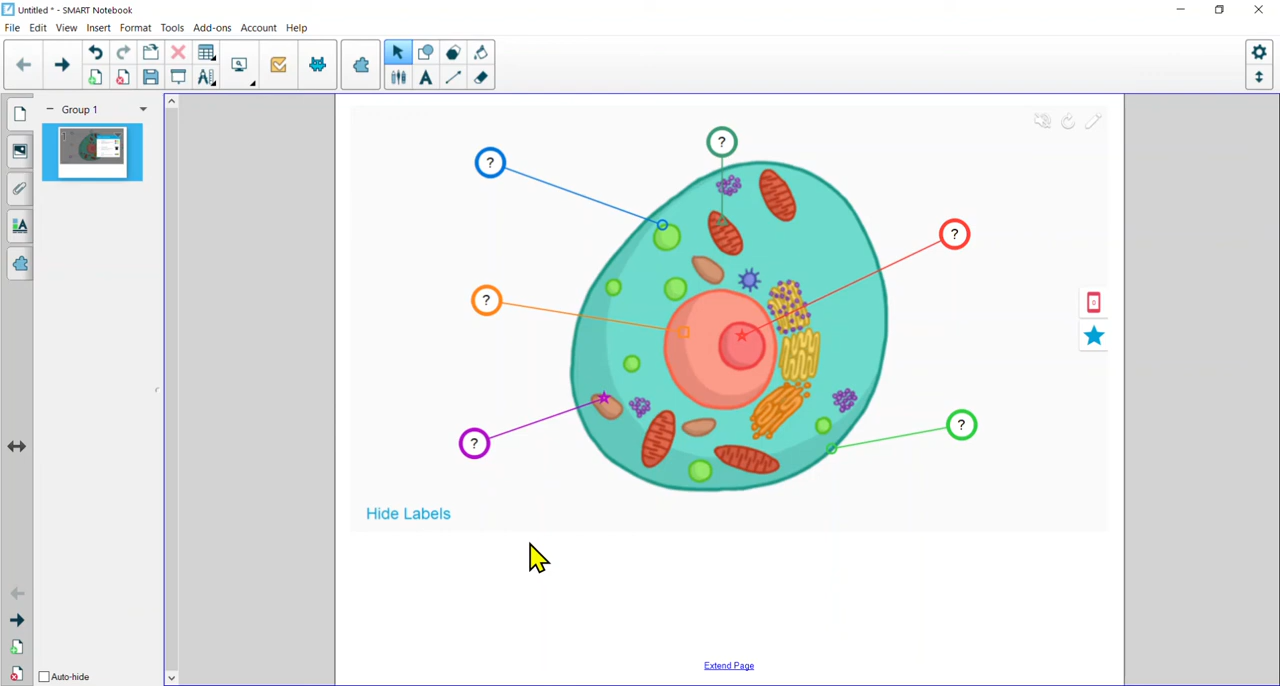 Untitled * - SMART Notebook
File Edit View Insert Format Tools Add-ons Account Help
Group 1
?
?
?
?
0
?
?
Hide Labels
Extend Page
Auto-hide